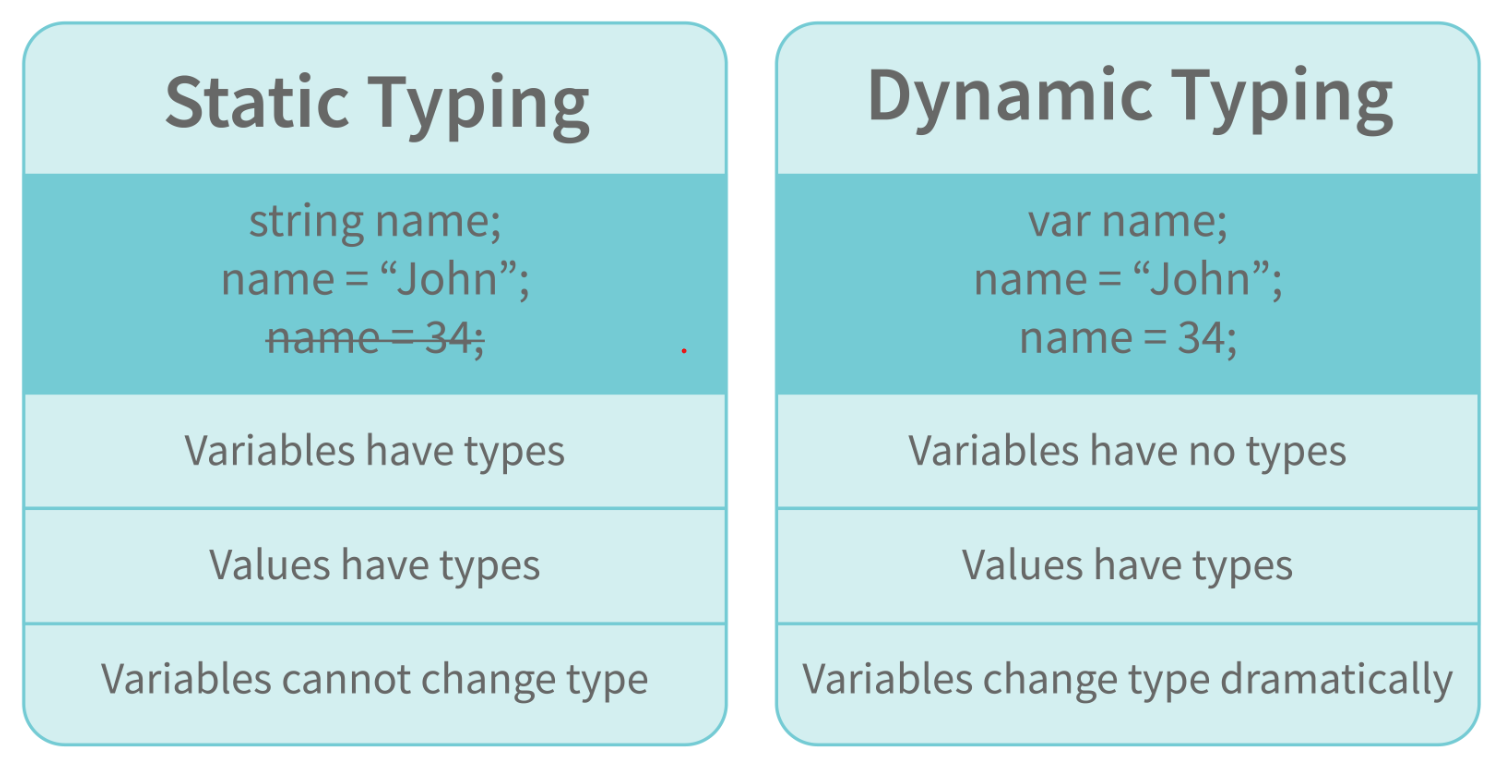 Static Typing
string name;
name = “John”;
name = 34;
Variables have types
Values have types
Variables cannot change type
Dynamic Typing
var name;
name = “John”;
name = 34;
Variables have no types
Values have types
Variables change type dramatically